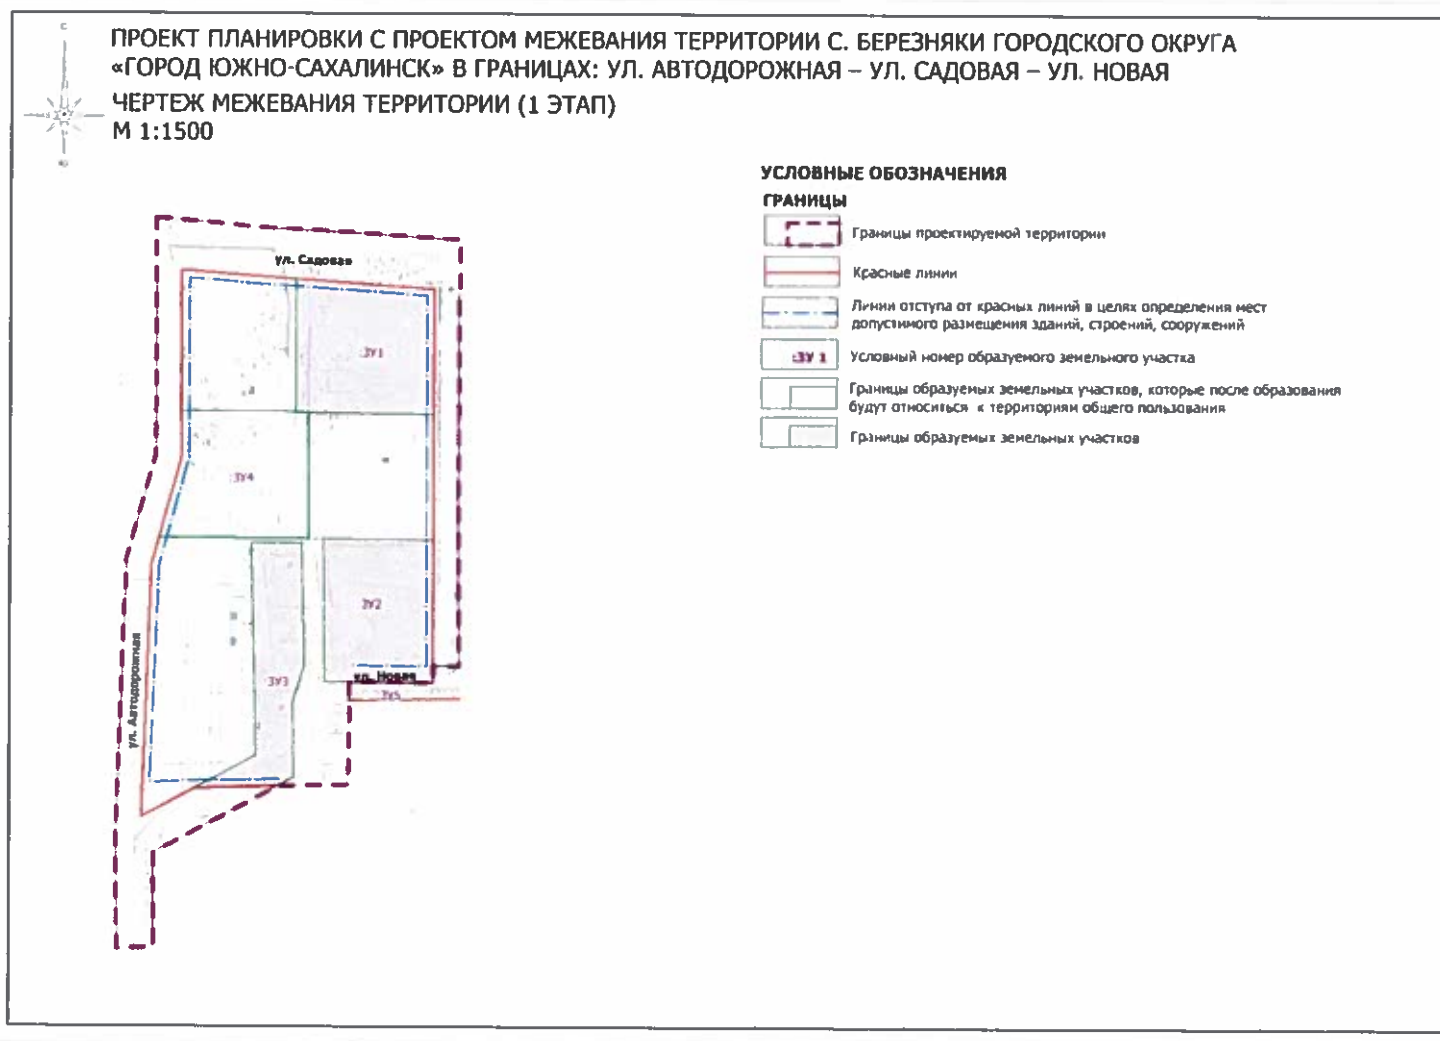 С
ПРОЕКТ ПЛАНИРОВКИ С ПРОЕКТОМ МЕЖЕВАНИЯ ТЕРРИТОРИИ С. БЕРЕЗНЯКИ ГОРОДСКОГО ОКРУГА
«ГОРОД ЮЖНО-САХАЛИНСК» В ГРАНИЦАХ: УЛ. АВТОДОРОЖНАЯ – УЛ. САДОВАЯ – УЛ. НОВАЯ
ЧЕРТЕЖ МЕЖЕВАНИЯ ТЕРРИТОРИИ (1 ЭТАП)
М 1:1500
Ю
УСЛОВНЫЕ ОБОЗНАЧЕНИЯ
ГРАНИЦЫ
Границы проектируемой территории
Красные линии
Линии отступа от красных линий в целях определения мест
допустимого размещения зданий, строений, сооружений
:ЗУ 1
Условный номер образуемого земельного участка
Границы образуемых земельных участков, которые после образования
будут относиться к территориям общего пользования
Границы образуемых земельных участков
ул. Садовая
:ЗУ1
:ЗУ4
ЗУ2
ул. Автодорожная
ЗУ3
ул. Новая
ЗУ5